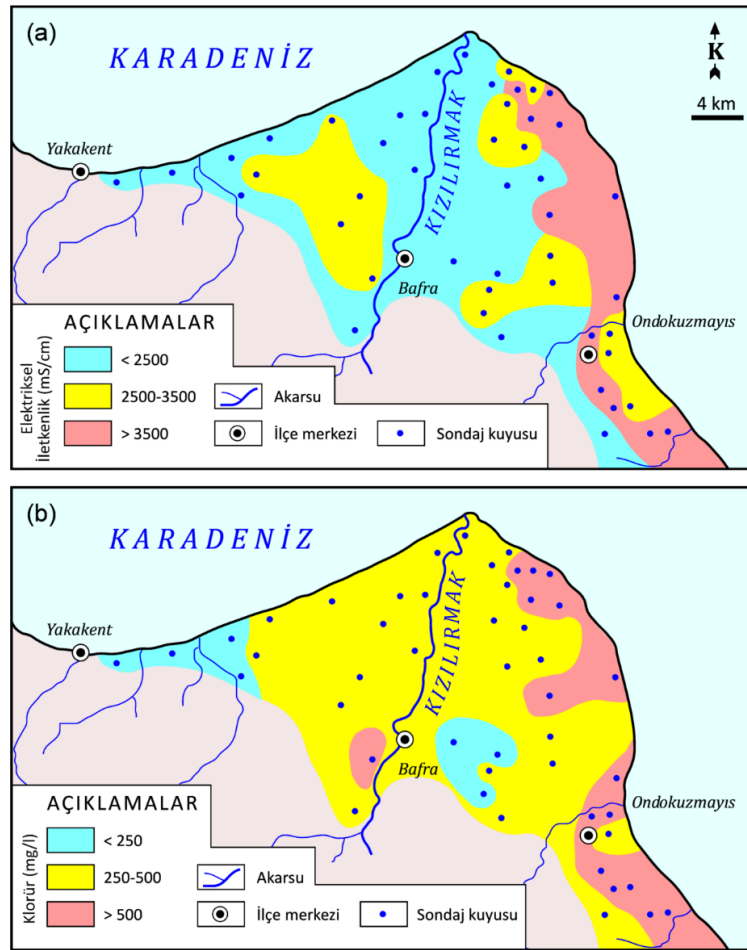 (a)
KARADENİZ
K
4 km
Yakakent
KIZILIRMAK
Bafra
Ondokuzmayıs
AÇIKLAMALAR
Elektriksel
İletkenlik (mS/cm)
< 2500
2500-3500
> 3500
Akarsu
İlçe merkezi
Sondaj kuyusu
(b)
KARADENİZ
Yakakent
KIZILIRMAK
Bafra
Ondokuzmayıs
AÇIKLAMALAR
Klorür (mg/l)
< 250
250-500
> 500
Akarsu
İlçe merkezi
Sondaj kuyusu